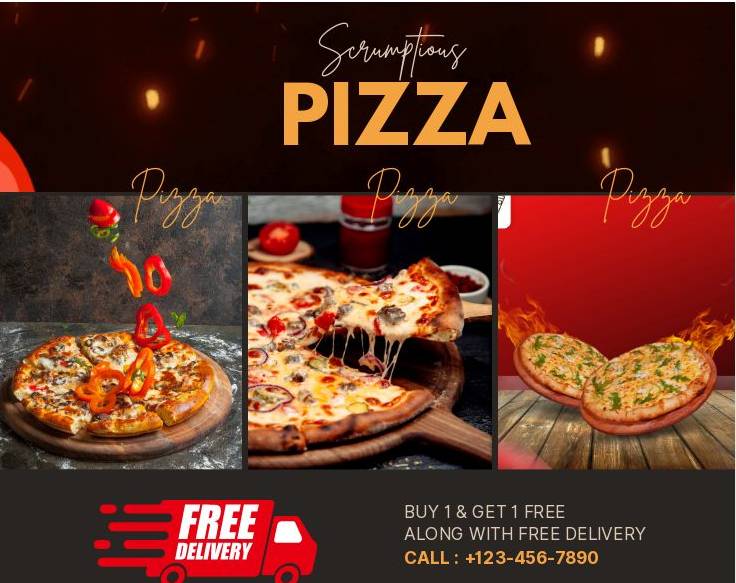 Scrumptious
PIZZA
Pizza Pizza Pizza
FREE
DELIVERY
BUY 1 & GET 1 FREE
ALONG WITH FREE DELIVERY
CALL : +123-456-7890